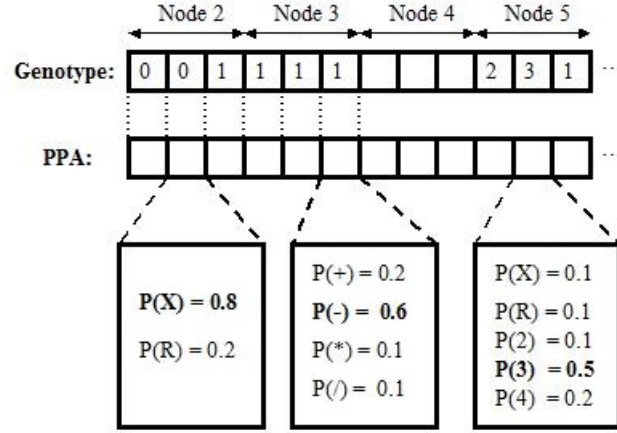 Node 2 Node 3 Node 4 Node 5
Genotype: 0 0 1 1 1 1 2 3 1 ...
PPA: ...
P(X) = 0.8
P(R) = 0.2
P(+) = 0.2
P(-) = 0.6
P(*) = 0.1
P(/) = 0.1
P(X) = 0.1
P(R) = 0.1
P(2) = 0.1
P(3) = 0.5
P(4) = 0.2